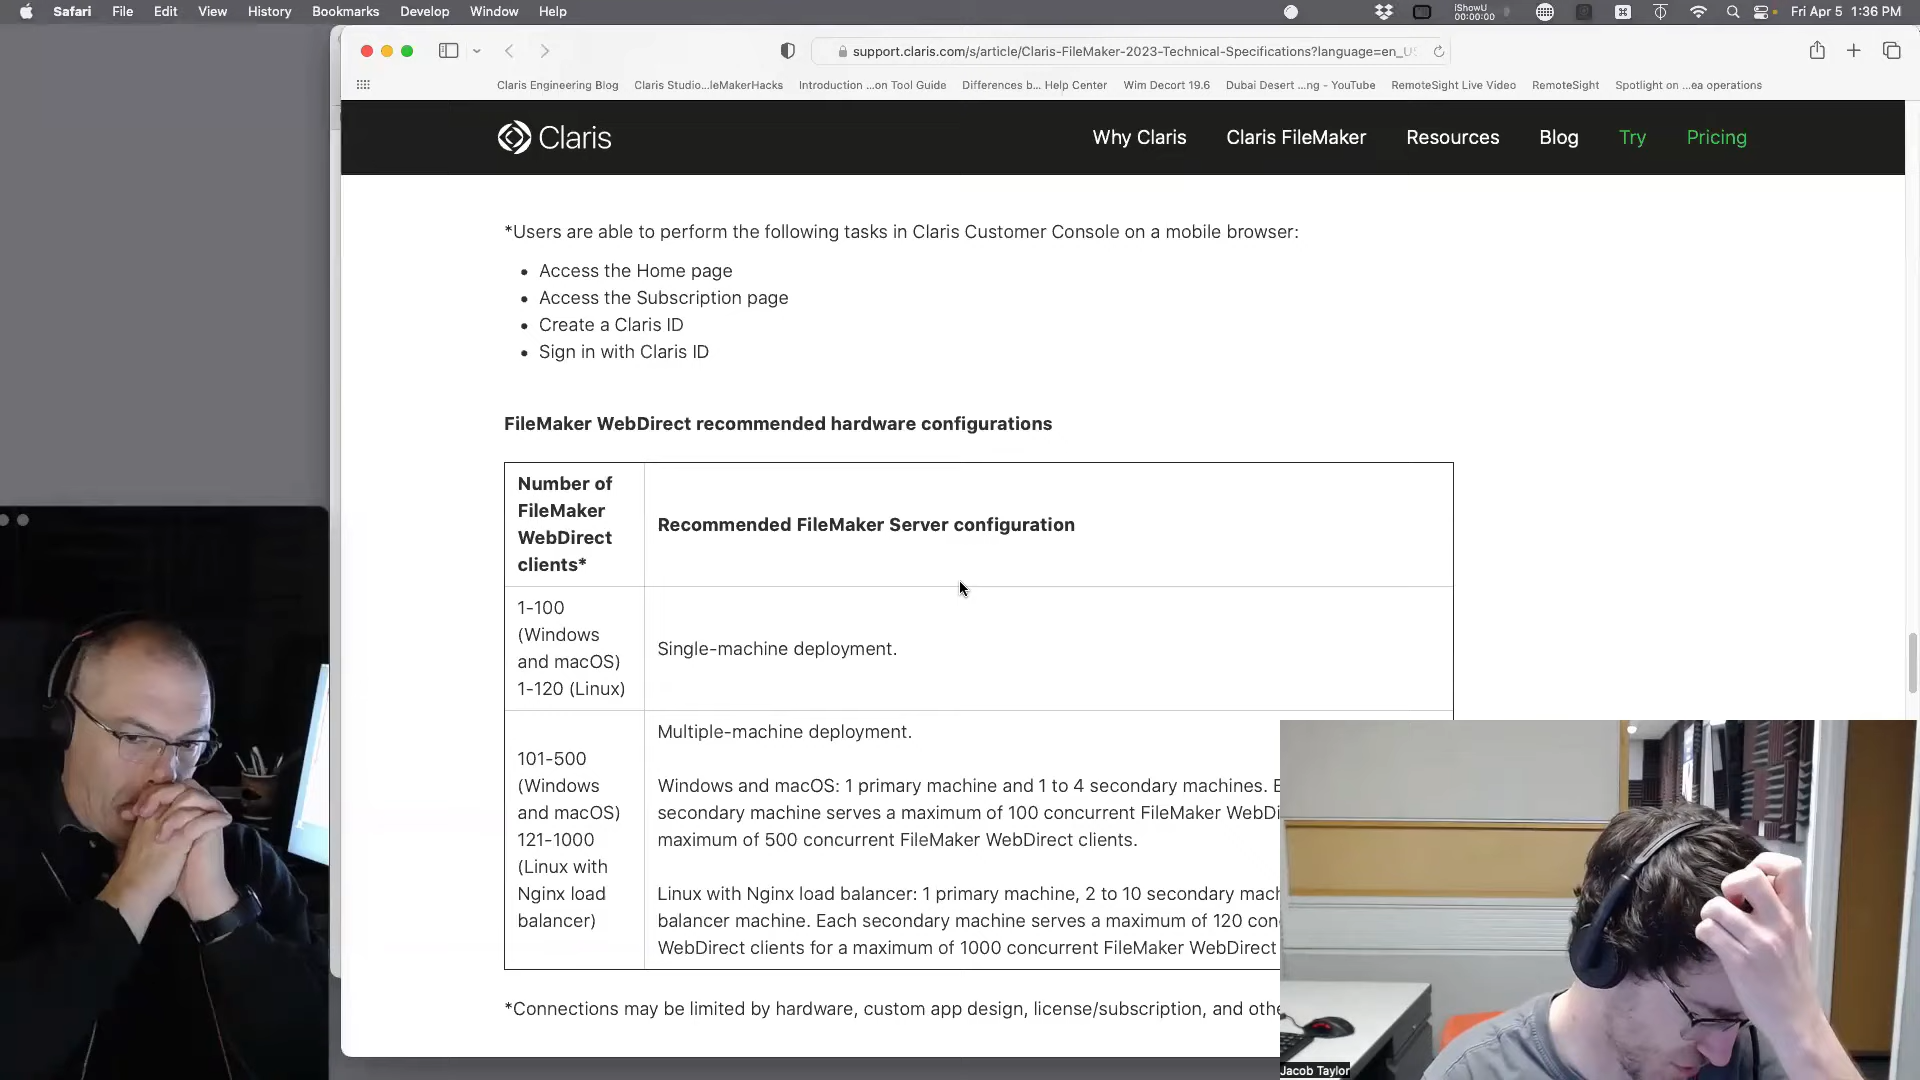 Safari File Edit View History Bookmarks Develop Window Help
iShowU
00:00:00
Fri Apr 5 1:36 PM
support.claris.com/s/article/Claris-FileMaker-2023-Technical-Specifications?language=en_US
Claris Engineering Blog Claris Studio...leMakerHacks Introduction ...on Tool Guide Differences b... Help Center Wim Decort 19.6 Dubai Desert ...ng - YouTube RemoteSight Live Video RemoteSight Spotlight on ...ea operations
Claris
Why Claris Claris FileMaker Resources Blog Try Pricing
*Users are able to perform the following tasks in Claris Customer Console on a mobile browser:
• Access the Home page
• Access the Subscription page
• Create a Claris ID
• Sign in with Claris ID
FileMaker WebDirect recommended hardware configurations
Number of
FileMaker
WebDirect
clients*
Recommended FileMaker Server configuration
1-100
(Windows
and macOS)
1-120 (Linux)
Single-machine deployment.
101-500
(Windows
and macOS)
121-1000
(Linux with
Nginx load
balancer)
Multiple-machine deployment.
Windows and macOS: 1 primary machine and 1 to 4 secondary machines.
secondary machine serves a maximum of 100 concurrent FileMaker WebDi
maximum of 500 concurrent FileMaker WebDirect clients.
Linux with Nginx load balancer: 1 primary machine, 2 to 10 secondary mach
balancer machine. Each secondary machine serves a maximum of 120 con
WebDirect clients for a maximum of 1000 concurrent FileMaker WebDirect
*Connections may be limited by hardware, custom app design, license/subscription, and othe
Jacob Taylor